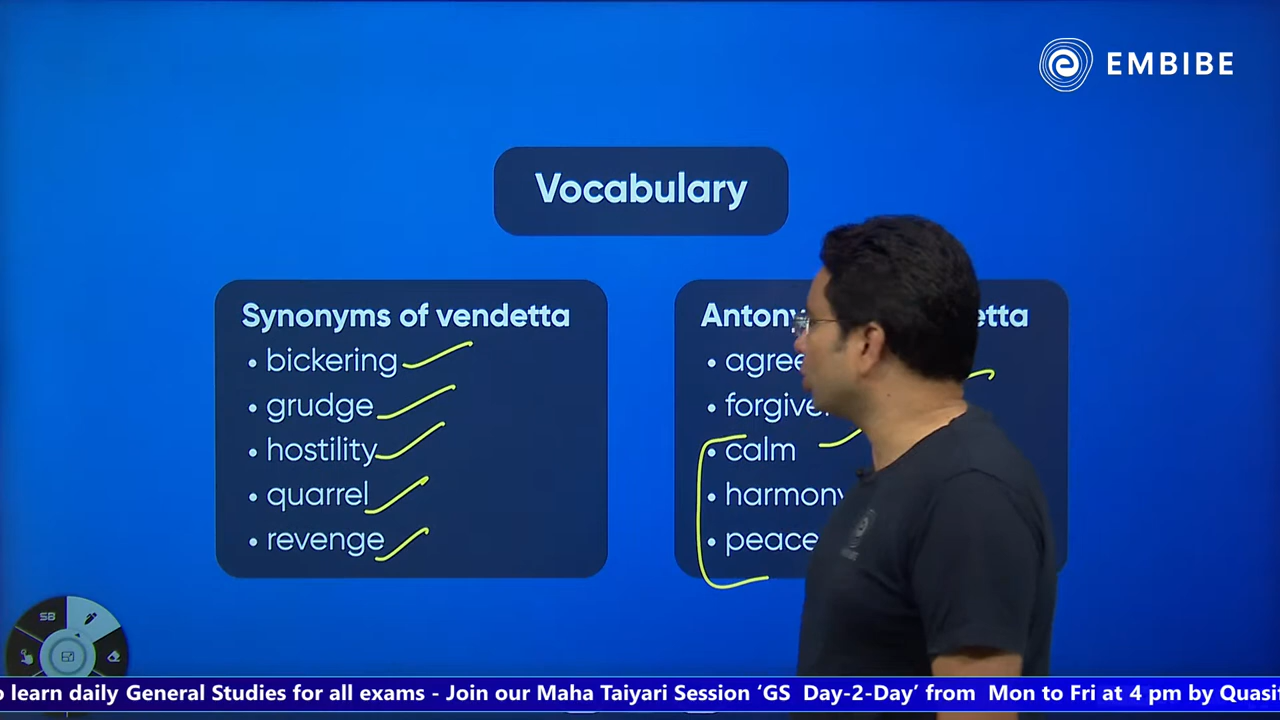 EMBIBE
Vocabulary
Synonyms of vendetta
• bickering
• grudge
• hostility
• quarrel
• revenge
• calm
• harmony
• peace
SB
learn daily General Studies for all exams - Join our Maha Taiyari Session ‘GS Day-2-Day’ from Mon to Fri at 4 pm by